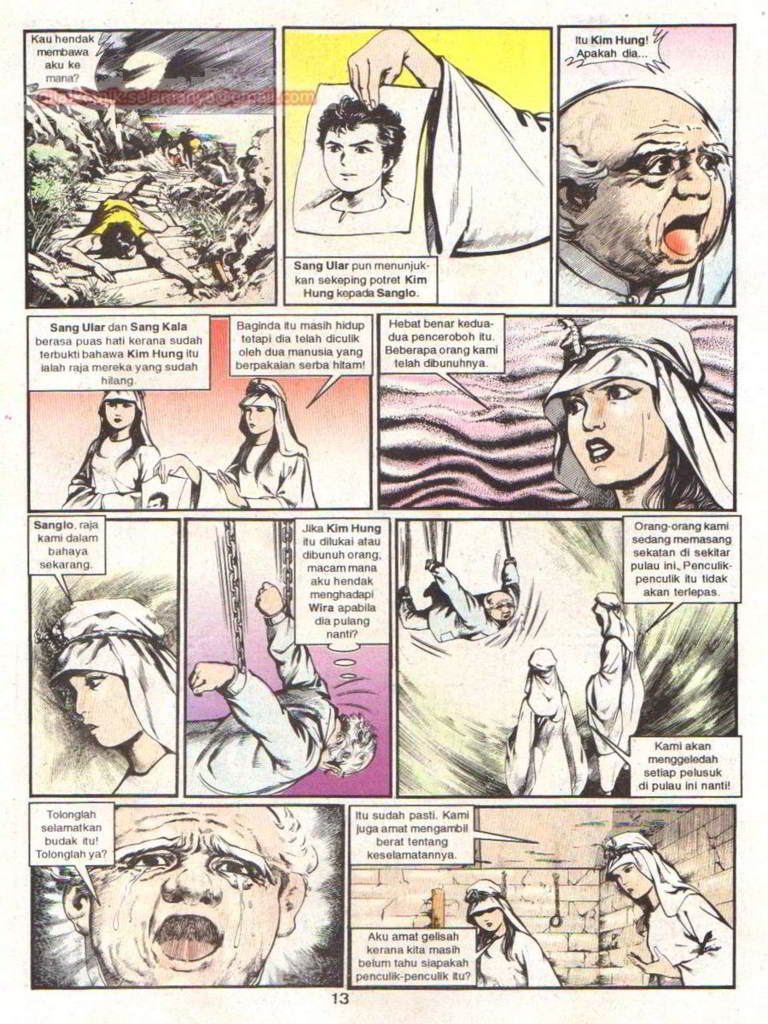 Kau hendak
membawa
aku ke
mana?
Sang Ular pun menunjuk-
kan sekeping potret Kim
Hung kepada Sanglo.
Itu Kim Hung!
Apakah dia...
Sang Ular dan Sang Kala
berasa puas hati kerana sudah
terbukti bahawa Kim Hung itu
ialah raja mereka yang sudah
hilang.
Baginda itu masih hidup
tetapi dia telah diculik
oleh dua manusia yang
berpakaian serba hitam!
Hebat benar kedua-
dua penceroboh itu.
Beberapa orang kami
telah dibunuhnya.
Sanglo, raja
kami dalam
bahaya
sekarang.
Jika Kim Hung
itu dilukai atau
dibunuh orang,
macam mana
aku hendak
menghadapi
Wira apabila
dia pulang
nanti?
Orang-orang kami
sedang memasang
sekatan di sekitar
pulau ini., Penculik-
penculik itu tidak
akan terlepas.
Kami akan
menggeledah
setiap pelusuk
di pulau ini nanti!
Tolonglah
selamatkan
budak itu!
Tolonglah ya?
Itu sudah pasti. Kami
juga amat mengambil
berat tentang
keselamatannya.
Aku amat gelisah
kerana kita masih
belum tahu siapakah
penculik-penculik itu?
13